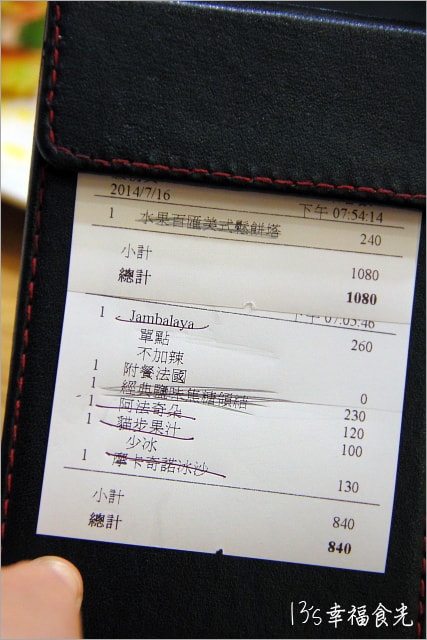 2014/7/16
下午 07:54:14
1 水果百匯美式鬆餅塔 240
小計 1080
總計 1080
下午 07:05:46
1 Jambalaya 260
單點
不加辣
1 附餐法國 0
1 經典鹽味焦糖領結 230
1 阿法奇朵 120
1 貓步果汁 100
少冰
1 摩卡奇諾冰沙 130
小計 840
總計 840
13's幸福食光